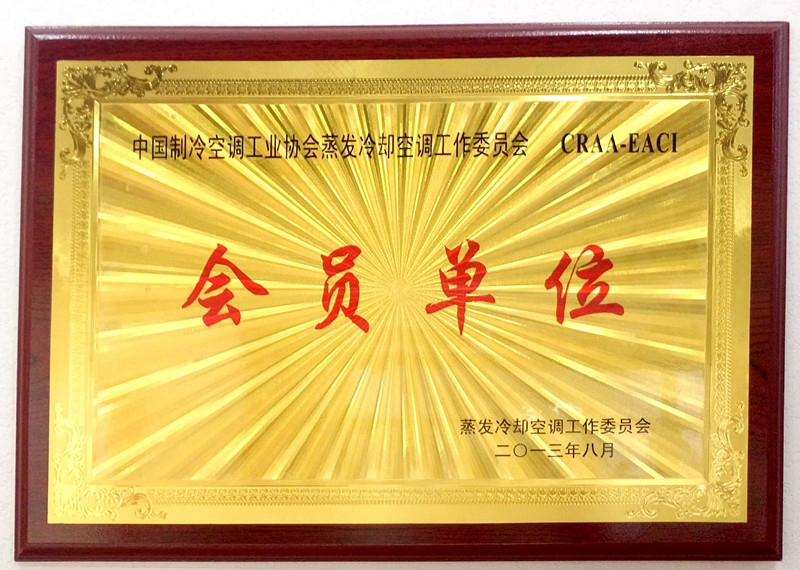 中国制冷空调工业协会蒸发冷却空调工作委员会 CRAA-EACI
会员单位
蒸发冷却空调工作委员会
二〇一三年八月